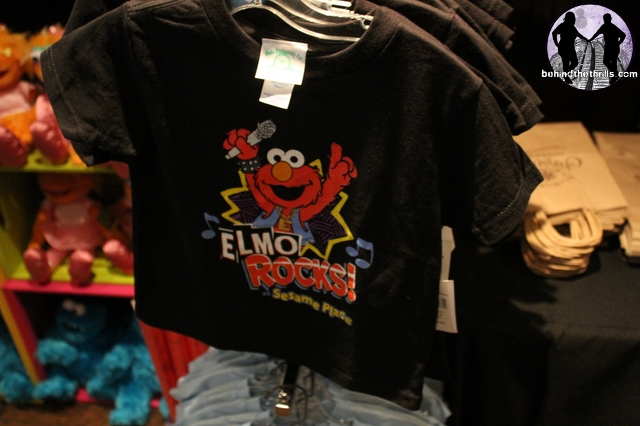 behindthethrills.com
ELMO
ROCKS!
at Sesame Place